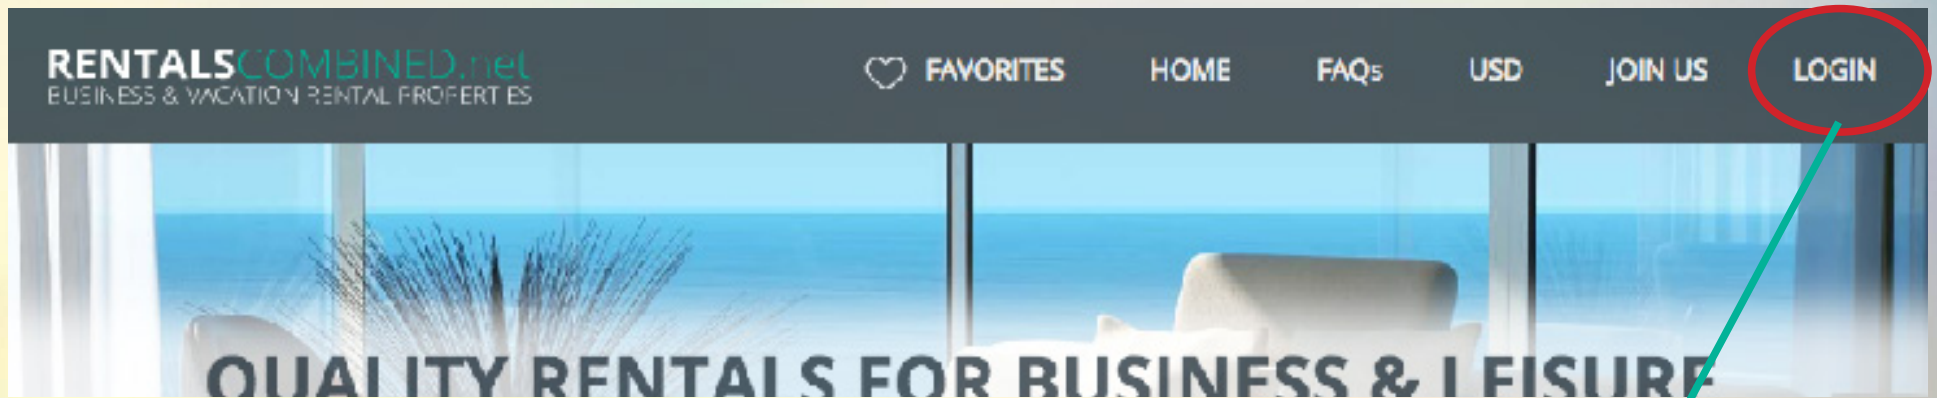 RENTALSCOMBINED.net
BUSINESS & VACATION RENTAL PROPERTIES
FAVORITES HOME FAQs USD JOIN US LOGIN
QUALITY RENTALS FOR BUSINESS & LEISURE